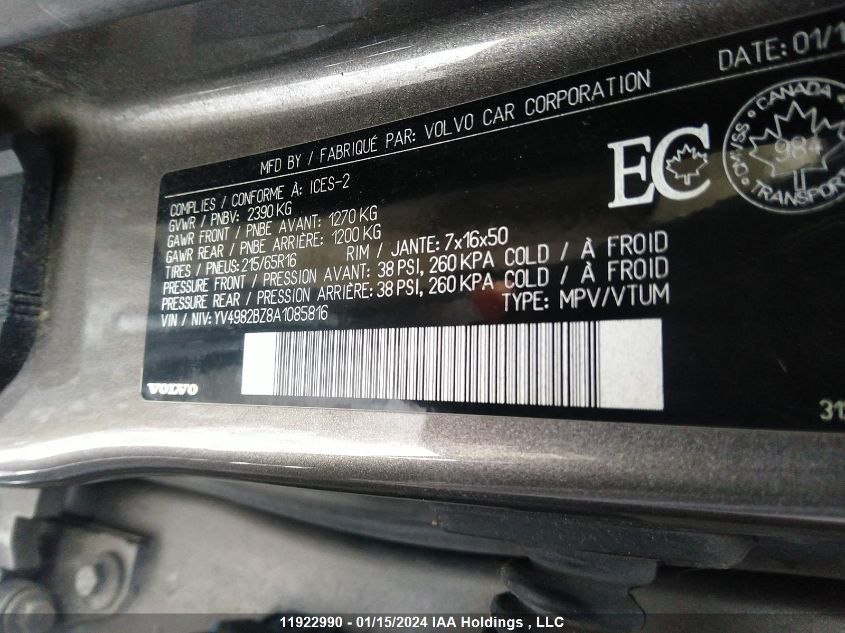 MFD BY / FABRIQUÉ PAR: VOLVO CAR CORPORATION
DATE: 01/1
COMPLIES / CONFORME À: ICES-2
GVWR / PNBV: 2390 KG
GAWR FRONT / PNBE AVANT: 1270 KG
GAWR REAR / PNBE ARRIÈRE: 1200 KG
TIRES / PNEUS: 215/65R16 RIM / JANTE: 7x16x50
PRESSURE FRONT / PRESSION AVANT: 38 PSI, 260 KPA COLD / À FROID
PRESSURE REAR / PRESSION ARRIÈRE: 38 PSI, 260 KPA COLD / À FROID
VIN / NIV: YV4982BZ8A1085816 TYPE: MPV/VTUM
EC
CANADA
984
TRANSPORT
VOLVO
31
11922990 - 01/15/2024 IAA Holdings , LLC